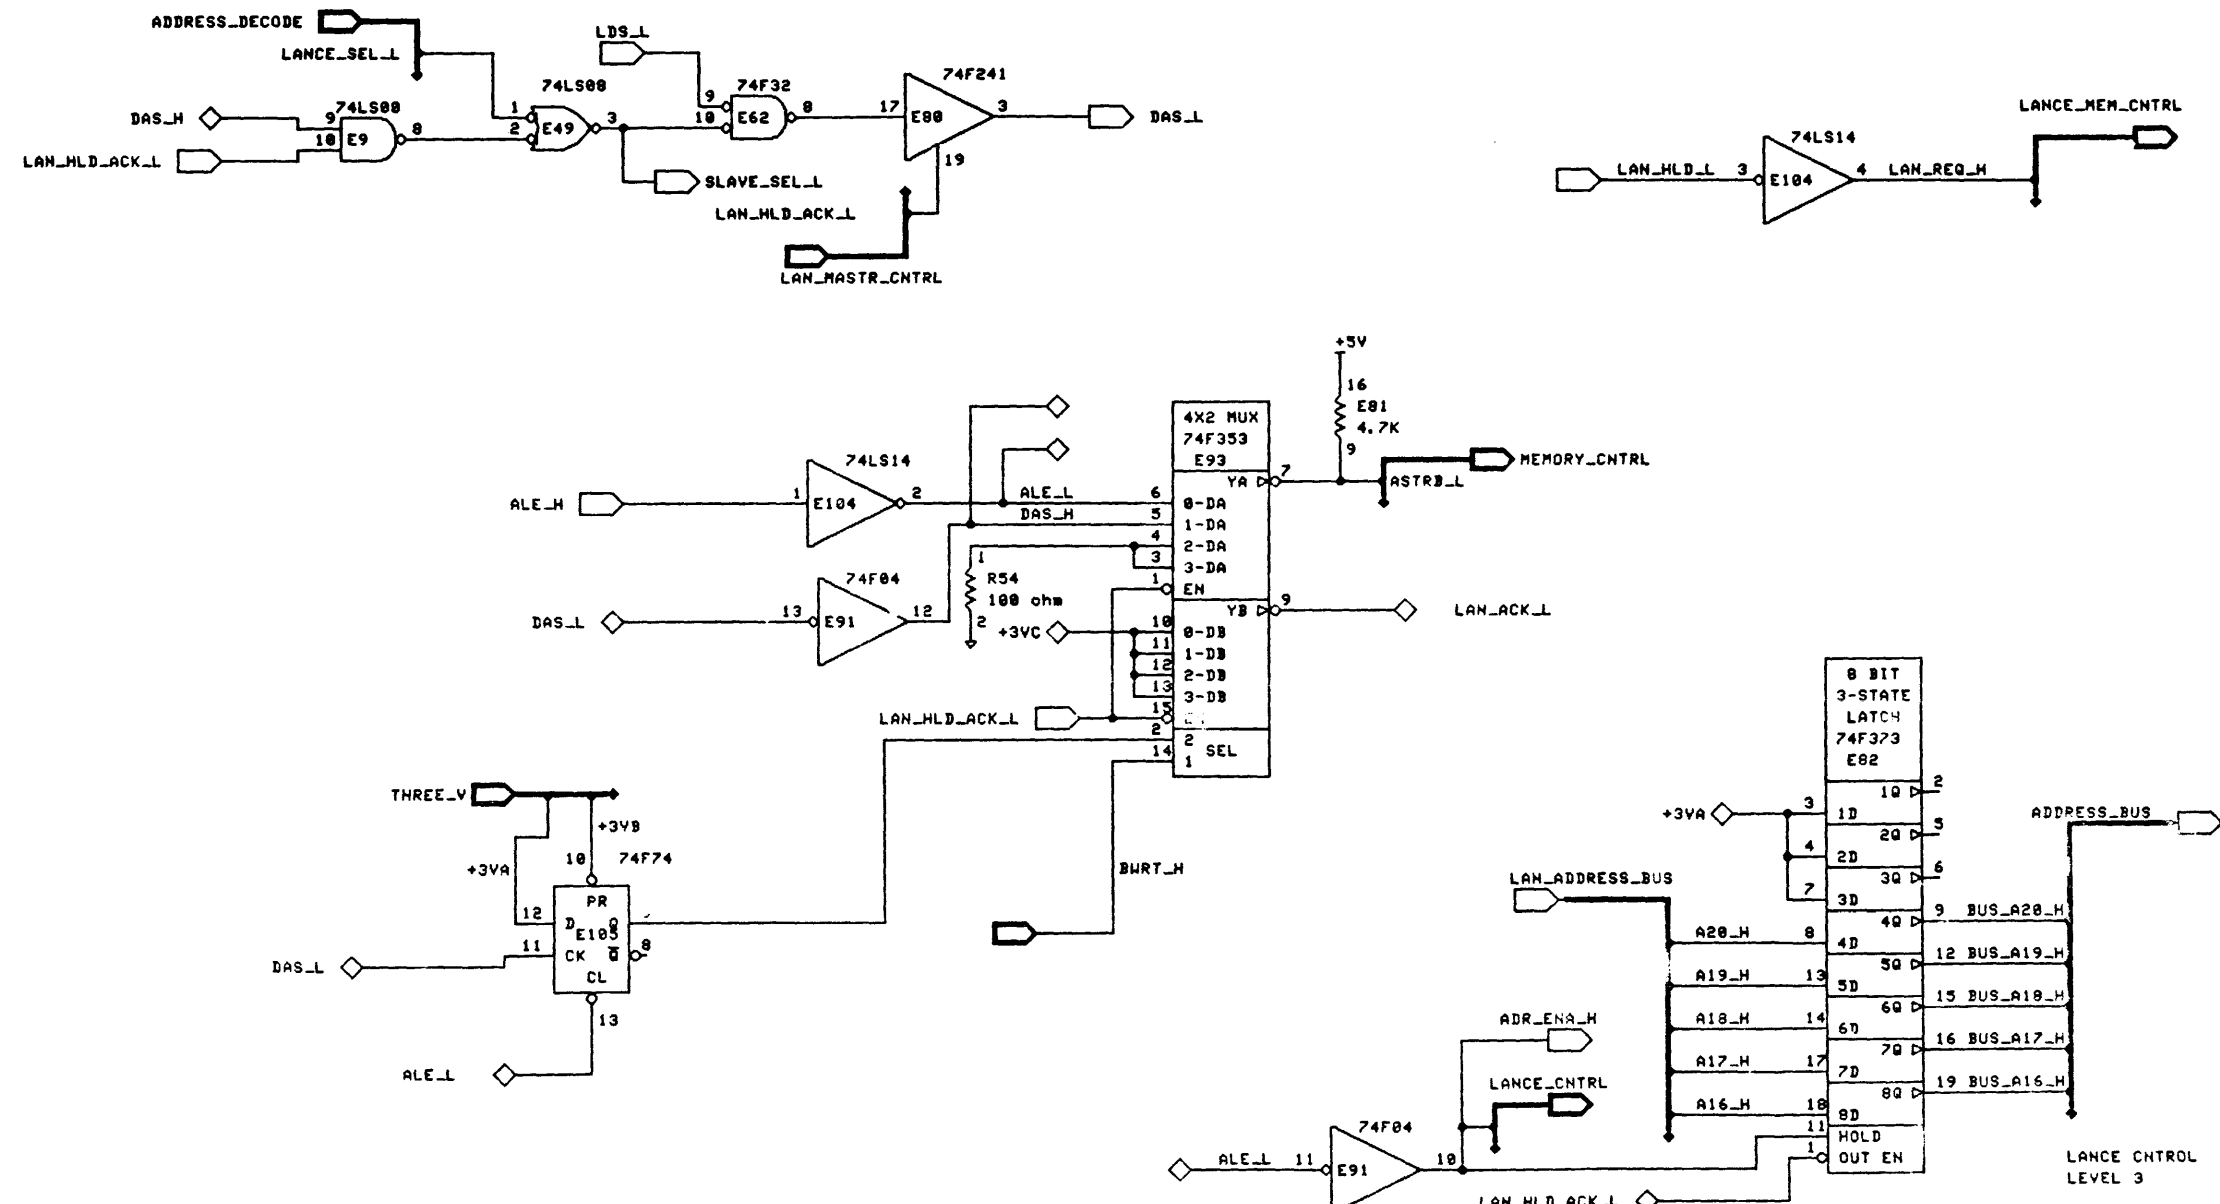 ADDRESS_DECODE
LANCE_SEL_L
DAS_H
LAN_HLD_ACK_L
74LS00
9
10
E9
8
74LS08
1
2
E49
3
LDS_L
74F32
9
10
E62
8
SLAVE_SEL_L
74F241
17
E80
3
19
DAS_L
LAN_HLD_ACK_L
LAN_MASTR_CNTRL
LANCE_MEM_CNTRL
74LS14
LAN_HLD_L
3
E104
4
LAN_REQ_H
+5V
16
E81
4.7K
9
MEMORY_CNTRL
ASTRB_L
4X2 MUX
74F353
E93
YA
7
74LS14
ALE_H
1
E104
2
ALE_L
6
0-DA
DAS_H
5
1-DA
4
2-DA
3
3-DA
1
EN
1
R54
100 ohm
2
74F04
DAS_L
13
E91
12
YB
9
LAN_ACK_L
+3VC
10
0-DB
11
1-DB
12
2-DB
13
3-DB
LAN_HLD_ACK_L
15
2
2
SEL
14
1
THREE_V
+3VB
10
74F74
+3VA
PR
12
D
Q
E105
11
CK
Q
8
CL
DAS_L
13
ALE_L
BWRT_H
8 BIT
3-STATE
LATCH
74F373
E82
1Q
2
+3VA
3
1D
2Q
5
4
2D
3Q
6
7
3D
4Q
9
BUS_A20_H
ADDRESS_BUS
LAN_ADDRESS_BUS
A20_H
8
4D
5Q
12
BUS_A19_H
A19_H
13
5D
6Q
15
BUS_A18_H
A18_H
14
6D
7Q
16
BUS_A17_H
A17_H
17
7D
8Q
19
BUS_A16_H
A16_H
18
8D
11
HOLD
1
OUT EN
ADR_ENA_H
LANCE_CNTRL
74F04
ALE_L
11
E91
10
LAN_HLD_ACK_L
LANCE CNTROL
LEVEL 3